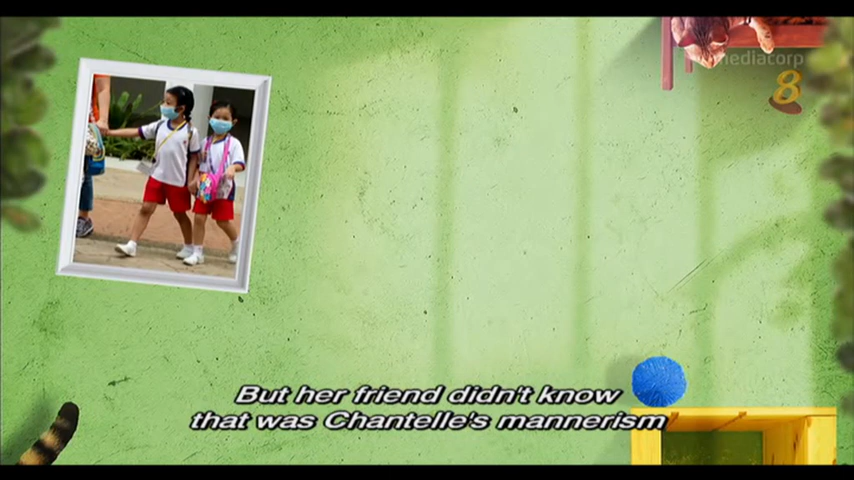 mediacorp
8
But her friend didn't know
that was Chantelle's mannerism